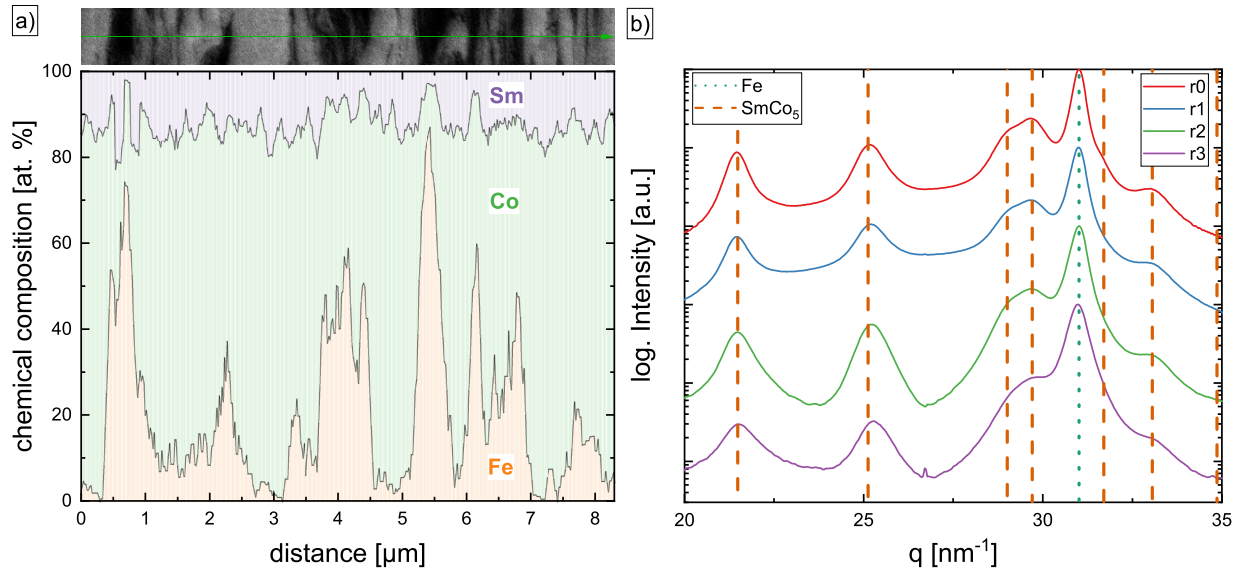 a)
100
80
60
40
20
0
chemical composition [at. %]
Sm
Co
Fe
0 1 2 3 4 5 6 7 8
distance [µm]
b)
Fe
SmCo5
r0
r1
r2
r3
log. Intensity [a.u.]
20 25 30 35
q [nm-1]